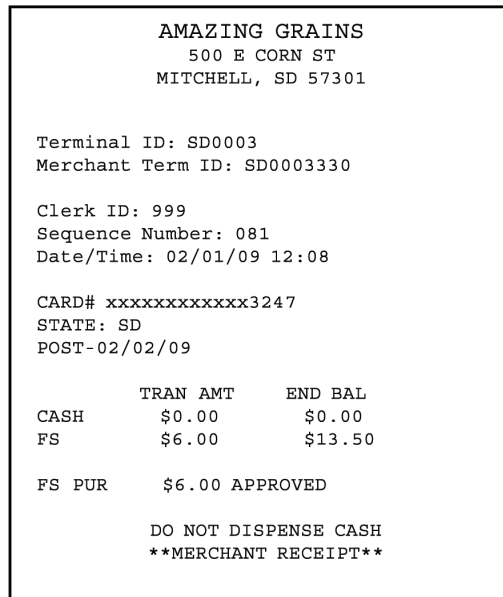 AMAZING GRAINS
500 E CORN ST
MITCHELL, SD 57301
Terminal ID: SD0003
Merchant Term ID: SD0003330
Clerk ID: 999
Sequence Number: 081
Date/Time: 02/01/09 12:08
CARD# xxxxxxxxxxxx3247
STATE: SD
POST-02/02/09
TRAN AMT END BAL
CASH $0.00 $0.00
FS $6.00 $13.50
FS PUR $6.00 APPROVED
DO NOT DISPENSE CASH
**MERCHANT RECEIPT**